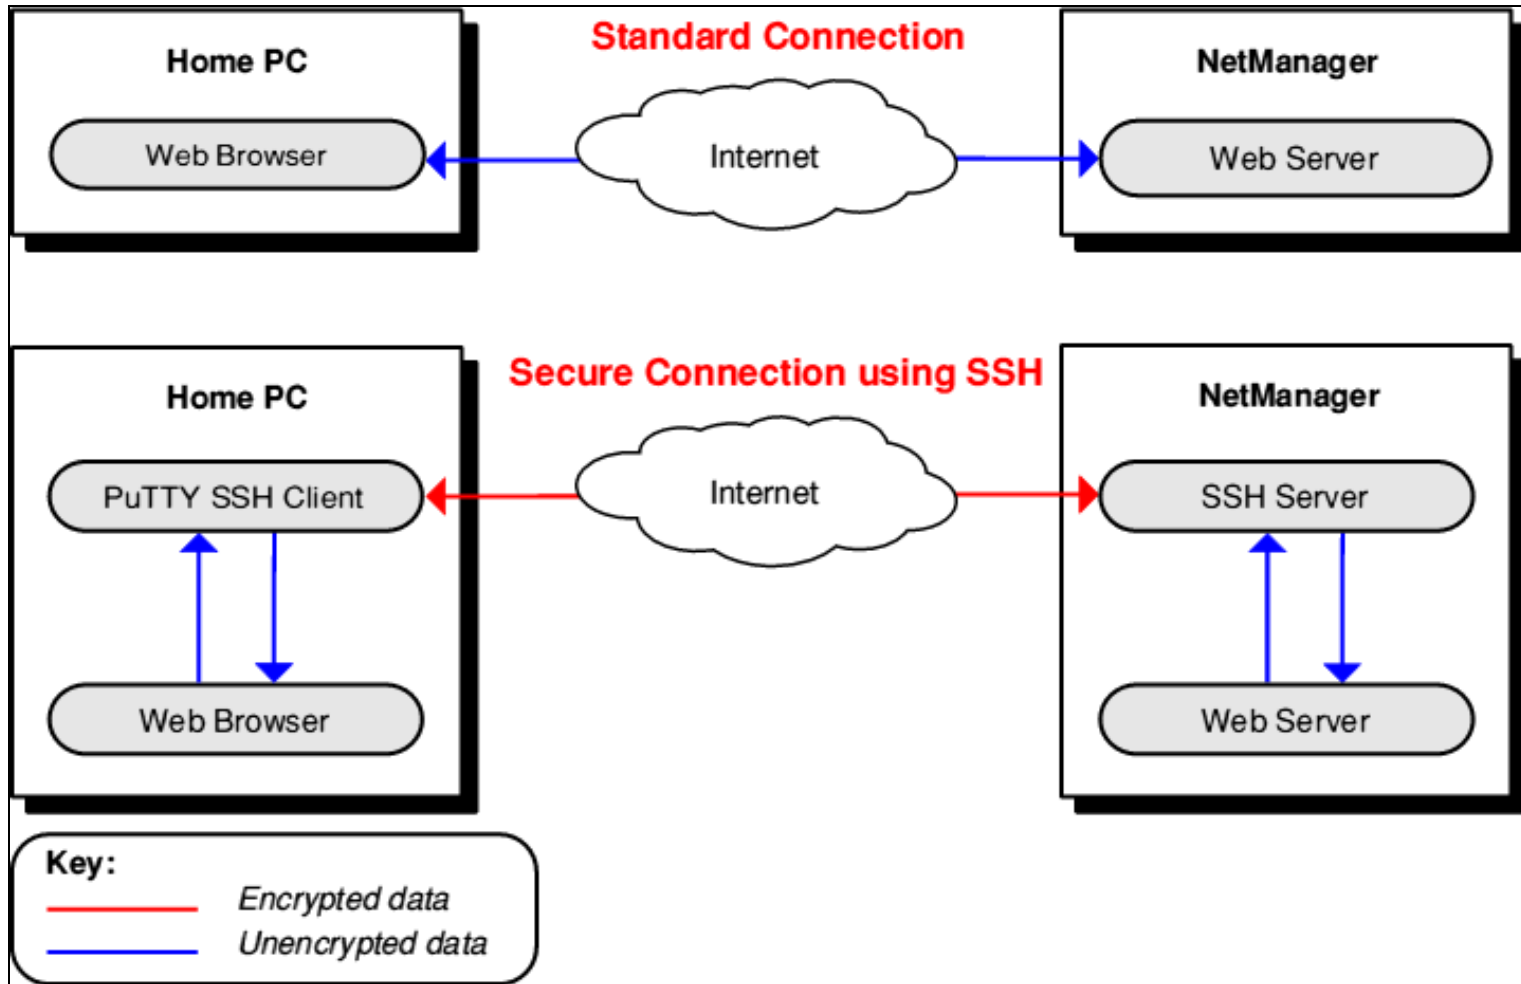 Standard Connection
Home PC
NetManager
Web Browser
Internet
Web Server
Secure Connection using SSH
Home PC
NetManager
PuTTY SSH Client
Internet
SSH Server
Web Browser
Web Server
Key:
Encrypted data
Unencrypted data